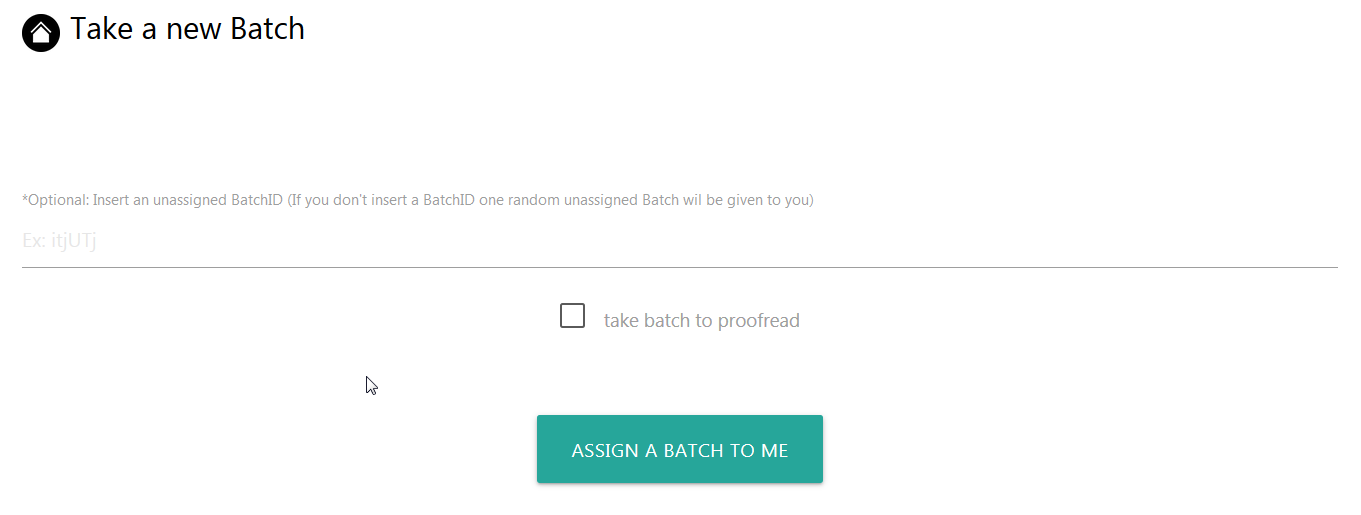 Take a new Batch
*Optional: Insert an unassigned BatchID (If you don't insert a BatchID one random unassigned Batch wil be given to you)
Ex: itjUTj
take batch to proofread
ASSIGN A BATCH TO ME